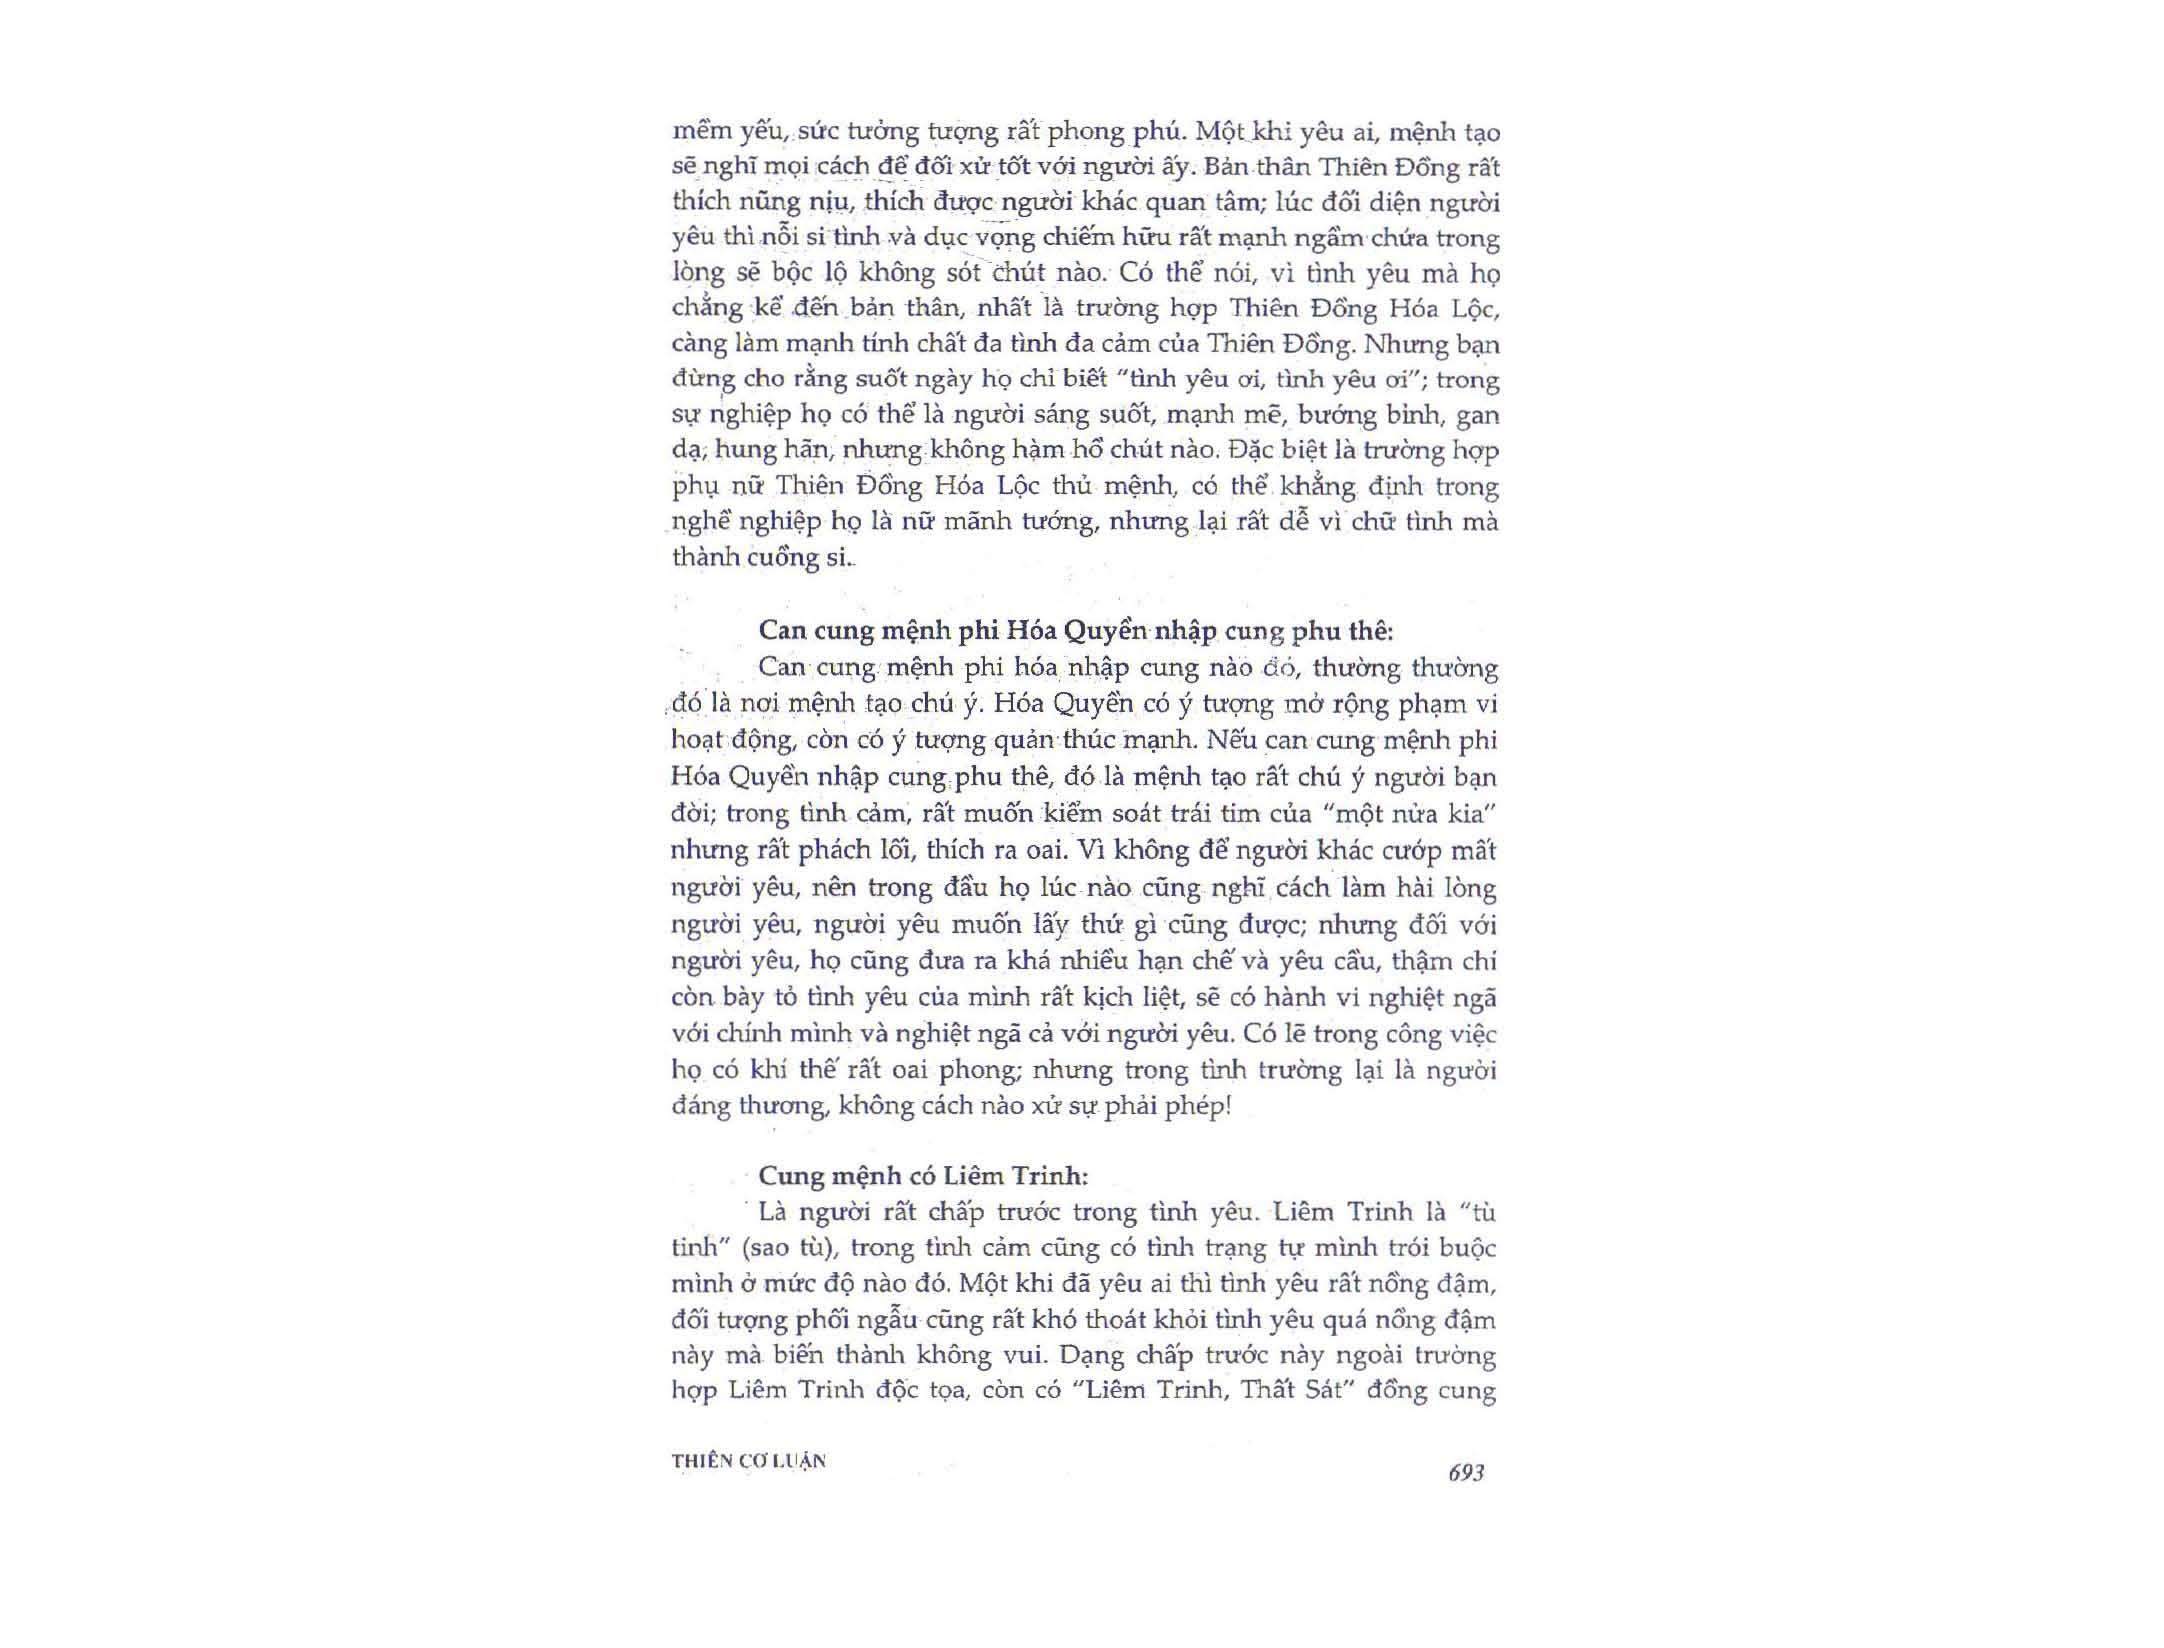 mềm yếu, sức tưởng tượng rất phong phú. Một khi yêu ai, mệnh tạo
sẽ nghĩ mọi cách để đối xử tốt với người ấy. Bản thân Thiên Đồng rất
thích nũng nịu, thích được người khác quan tâm; lúc đối diện người
yêu thì nỗi si tình và dục vọng chiếm hữu rất mạnh ngầm chứa trong
lòng sẽ bộc lộ không sót chút nào. Có thể nói, vì tình yêu mà họ
chẳng kể đến bản thân, nhất là trường hợp Thiên Đồng Hóa Lộc,
càng làm mạnh tính chất đa tình đa cảm của Thiên Đồng. Nhưng bạn
đừng cho rằng suốt ngày họ chỉ biết "tình yêu ơi, tình yêu ơi"; trong
sự nghiệp họ có thể là người sáng suốt, mạnh mẽ, bướng bỉnh, gan
dạ, hung hãn, nhưng không hàm hồ chút nào. Đặc biệt là trường hợp
phụ nữ Thiên Đồng Hóa Lộc thủ mệnh, có thể khẳng định trong
nghề nghiệp họ là nữ mãnh tướng, nhưng lại rất dễ vì chữ tình mà
thành cuồng si.
Can cung mệnh phi Hóa Quyền nhập cung phu thê:
Can cung mệnh phi hóa nhập cung nào đó, thường thường
đó là nơi mệnh tạo chú ý. Hóa Quyền có ý tượng mở rộng phạm vi
hoạt động, còn có ý tượng quản thúc mạnh. Nếu can cung mệnh phi
Hóa Quyền nhập cung phu thê, đó là mệnh tạo rất chú ý người bạn
đời; trong tình cảm, rất muốn kiểm soát trái tim của "một nửa kia"
nhưng rất phách lối, thích ra oai. Vì không để người khác cướp mất
người yêu, nên trong đầu họ lúc nào cũng nghĩ cách làm hài lòng
người yêu, người yêu muốn lấy thứ gì cũng được; nhưng đối với
người yêu, họ cũng đưa ra khá nhiều hạn chế và yêu cầu, thậm chí
còn bày tỏ tình yêu của mình rất kịch liệt, sẽ có hành vi nghiệt ngã
với chính mình và nghiệt ngã cả với người yêu. Có lẽ trong công việc
họ có khí thế rất oai phong; nhưng trong tình trường lại là người
đáng thương, không cách nào xử sự phải phép!
Cung mệnh có Liêm Trinh:
Là người rất chấp trước trong tình yêu. Liêm Trinh là "tù
tinh" (sao tù), trong tình cảm cũng có tình trạng tự mình trói buộc
mình ở mức độ nào đó. Một khi đã yêu ai thì tình yêu rất nồng đậm,
đối tượng phối ngẫu cũng rất khó thoát khỏi tình yêu quá nồng đậm
này mà biến thành không vui. Dạng chấp trước này ngoài trường
hợp Liêm Trinh độc tọa, còn có "Liêm Trinh, Thất Sát" đồng cung
THIÊN CƠ LUẬN
693